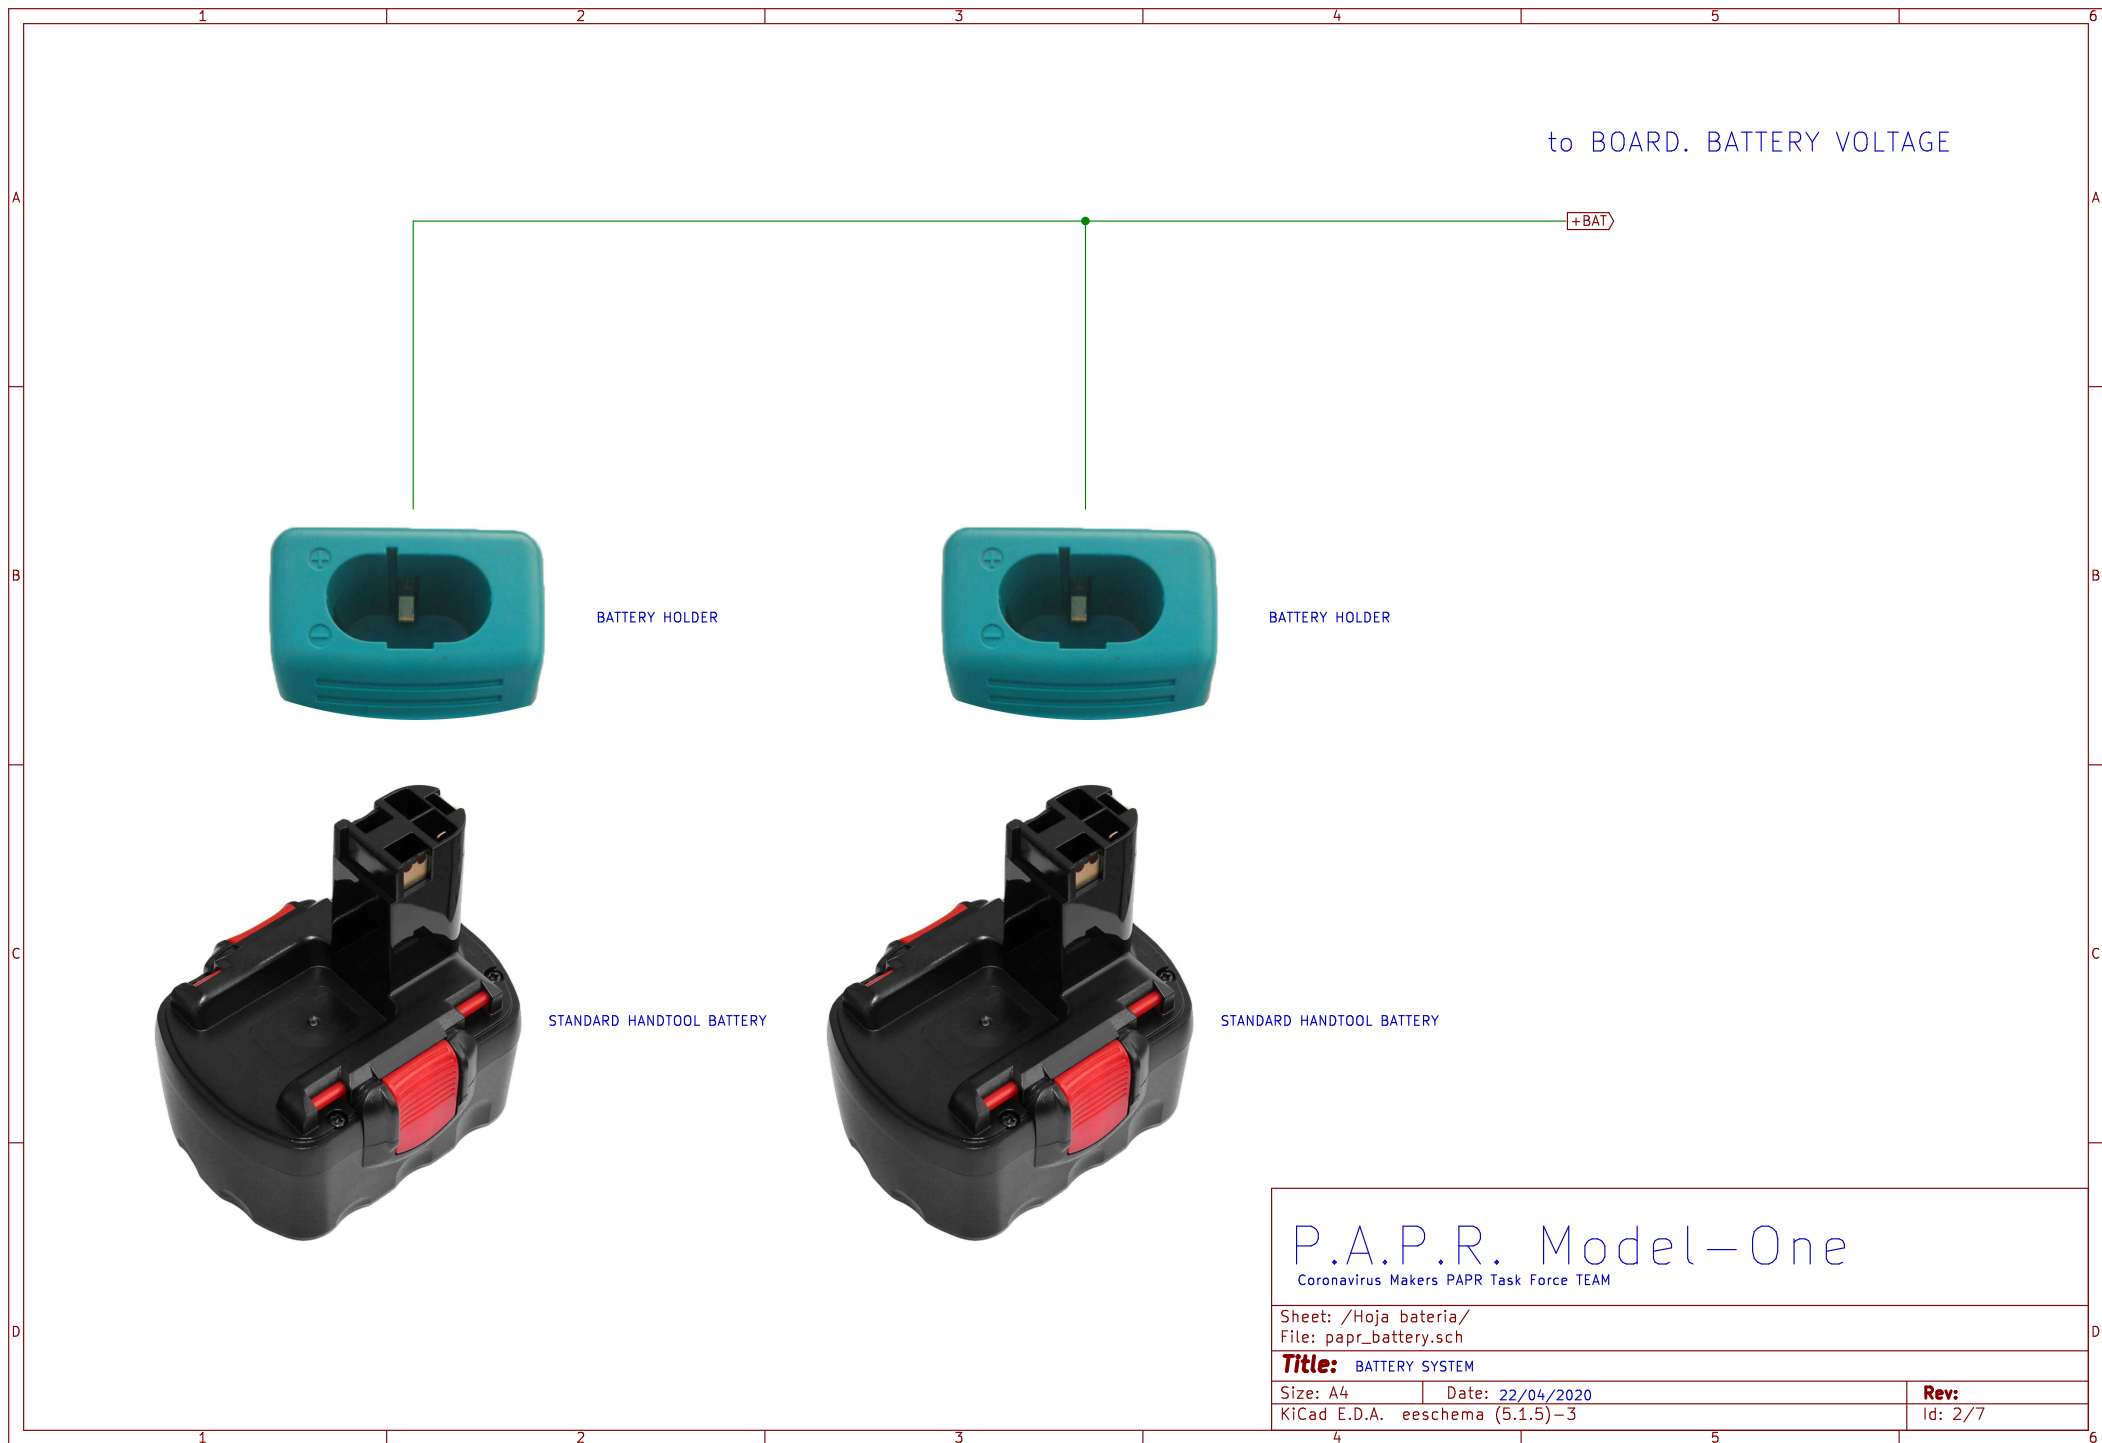 1 2 3 4 5 6
to BOARD. BATTERY VOLTAGE
A A
+BAT
B B
BATTERY HOLDER BATTERY HOLDER
C C
STANDARD HANDTOOL BATTERY STANDARD HANDTOOL BATTERY
P.A.P.R. Model-One
Coronavirus Makers PAPR Task Force TEAM
Sheet: /Hoja bateria/
File: papr_battery.sch
D D
Title: BATTERY SYSTEM
Size: A4 Date: 22/04/2020 Rev:
KiCad E.D.A. eeschema (5.1.5)-3 Id: 2/7
1 2 3 4 5 6